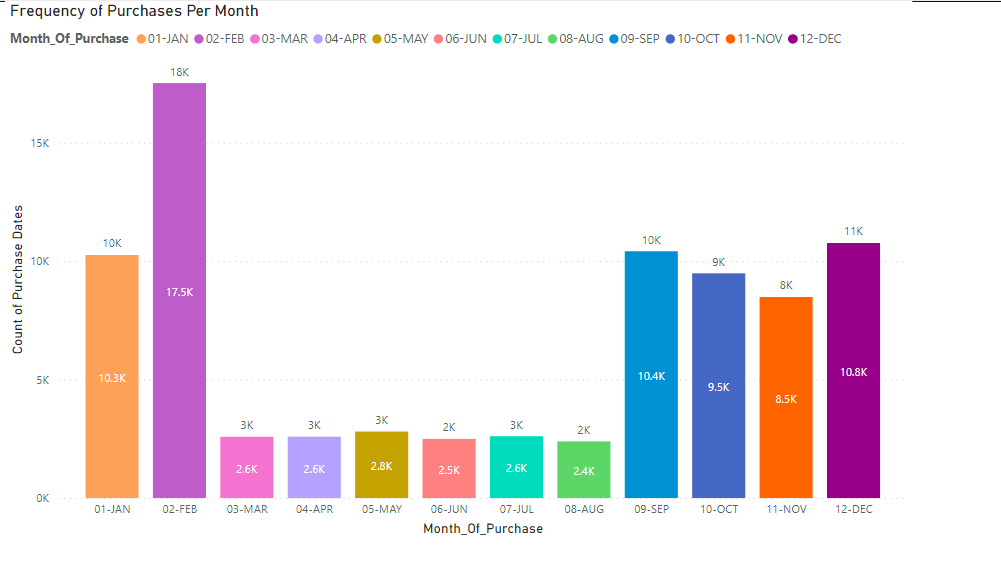 Frequency of Purchases Per Month
Month_Of_Purchase 01-JAN 02-FEB 03-MAR 04-APR 05-MAY 06-JUN 07-JUL 08-AUG 09-SEP 10-OCT 11-NOV 12-DEC
18K
15K
11K
10K
10K
10K
9K
8K
17.5K
10.3K
10.4K
9.5K
8.5K
10.8K
5K
3K
3K
3K
2K
3K
2K
2.6K
2.6K
2.8K
2.5K
2.6K
2.4K
0K
01-JAN 02-FEB 03-MAR 04-APR 05-MAY 06-JUN 07-JUL 08-AUG 09-SEP 10-OCT 11-NOV 12-DEC
Month_Of_Purchase
Count of Purchase Dates